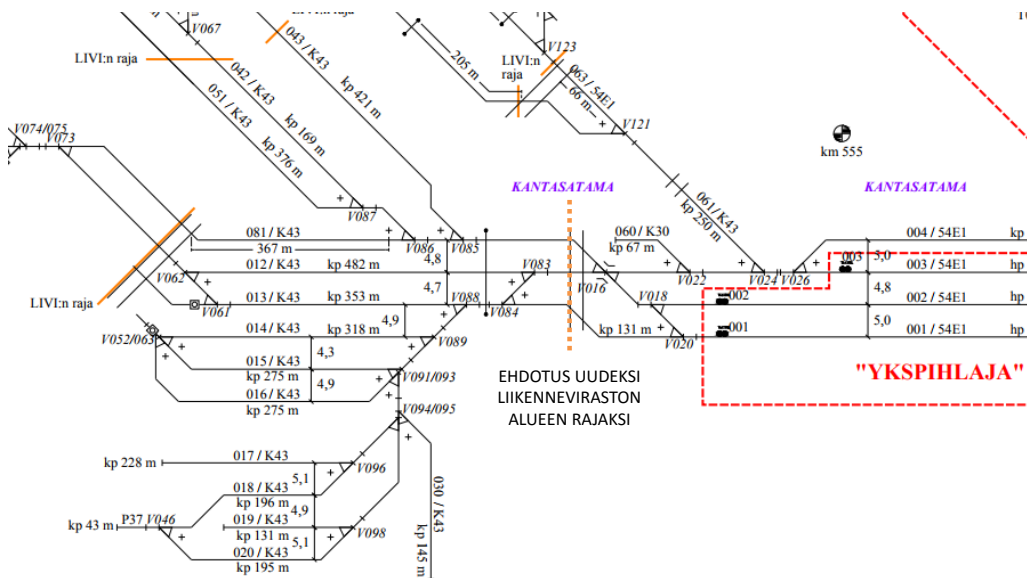 LIVI:n raja
V067
043 / K43
LIVI:n raja
042 / K43
051 / K43
kp 421 m
kp 169 m
kp 376 m
205 m
LIVI:n
raja
V123
063 / 54E1
66 m
V121
km 555
V074/075
V073
KANTASATAMA
KANTASATAMA
061 / K43
kp 250 m
V087
081 / K43
367 m
V086
V085
060 / K30
kp 67 m
004 / 54E1
kp
4,8
5,0
003
V062
012 / K43
kp 482 m
V083
V016
V022
V024
V026
003 / 54E1
hp
4,7
4,8
LIVI:n raja
V061
013 / K43
kp 353 m
V088
V084
V018
002
002 / 54E1
hp
4,9
5,0
V052/063
014 / K43
kp 318 m
V089
kp 131 m
V020
001
001 / 54E1
hp
4,3
015 / K43
kp 275 m
4,9
V091/093
016 / K43
kp 275 m
EHDOTUS UUDEKSI
LIIKENNEVIRASTON
ALUEEN RAJAKSI
"YKSPIHLAJA"
V094/095
kp 228 m
017 / K43
V096
5,1
018 / K43
kp 196 m
4,9
030 / K43
kp 145 m
kp 43 m
P37
V046
019 / K43
kp 131 m
V098
5,1
020 / K43
kp 195 m